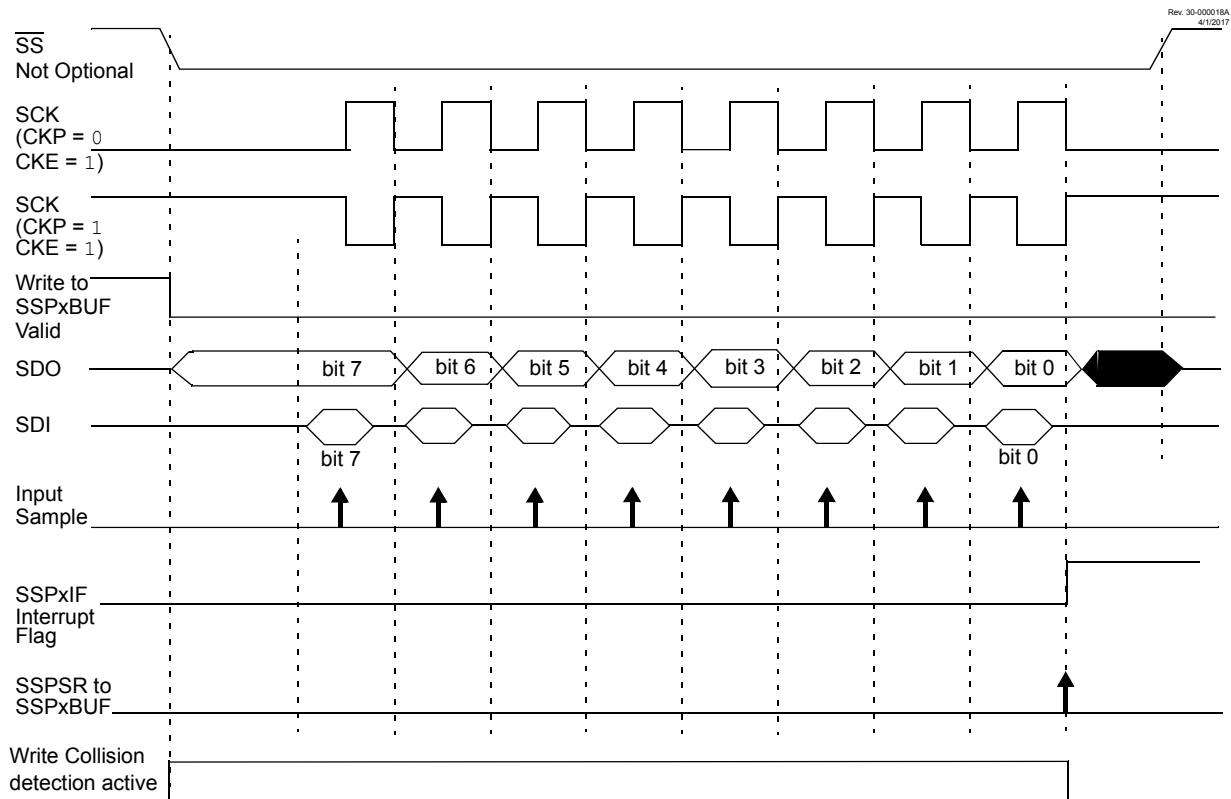 Rev. 30-000018A
4/1/2017
SS
Not Optional
SCK
(CKP = 0
CKE = 1)
SCK
(CKP = 1
CKE = 1)
Write to
SSPxBUF
Valid
SDO
bit 7
bit 6
bit 5
bit 4
bit 3
bit 2
bit 1
bit 0
SDI
bit 7
bit 0
Input
Sample
SSPxIF
Interrupt
Flag
SSPSR to
SSPxBUF
Write Collision
detection active